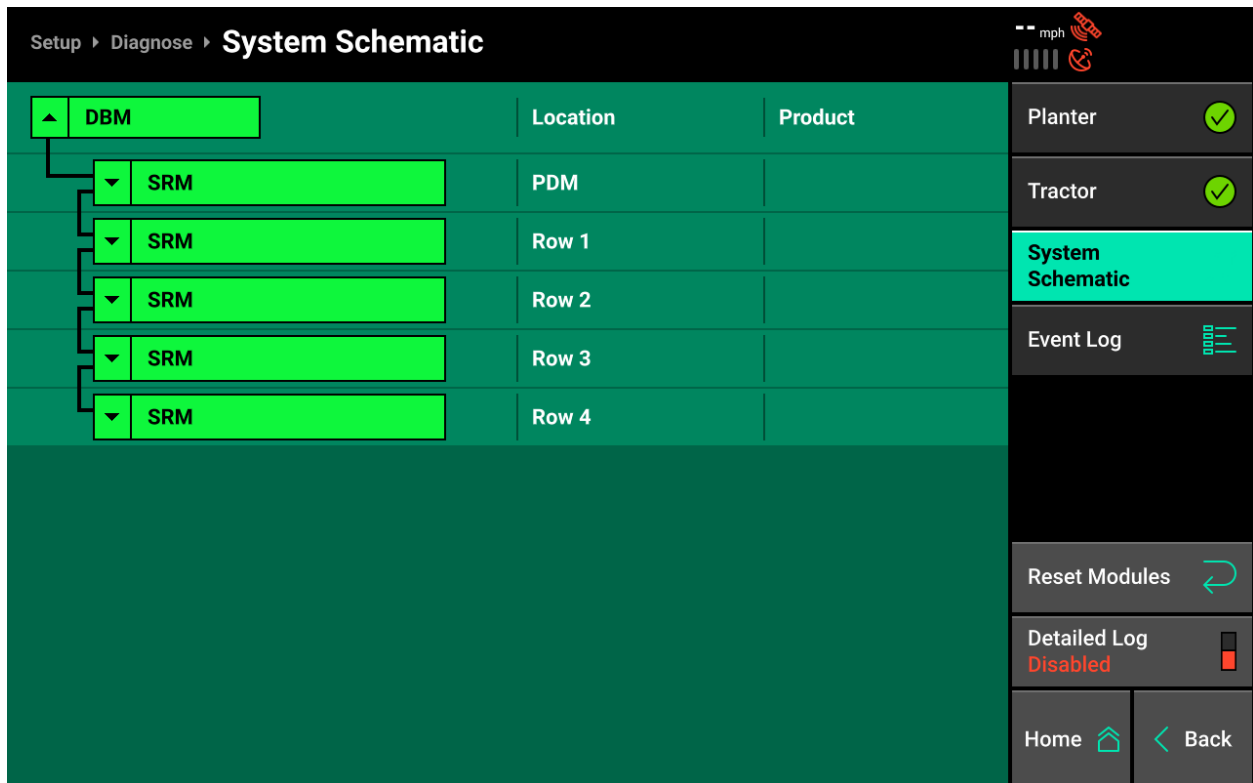 Setup Diagnose System Schematic
-- mph
DBM Location Product
SRM PDM
SRM Row 1
SRM Row 2
SRM Row 3
SRM Row 4
Planter
Tractor
System
Schematic
Event Log
Reset Modules
Detailed Log
Disabled
Home Back